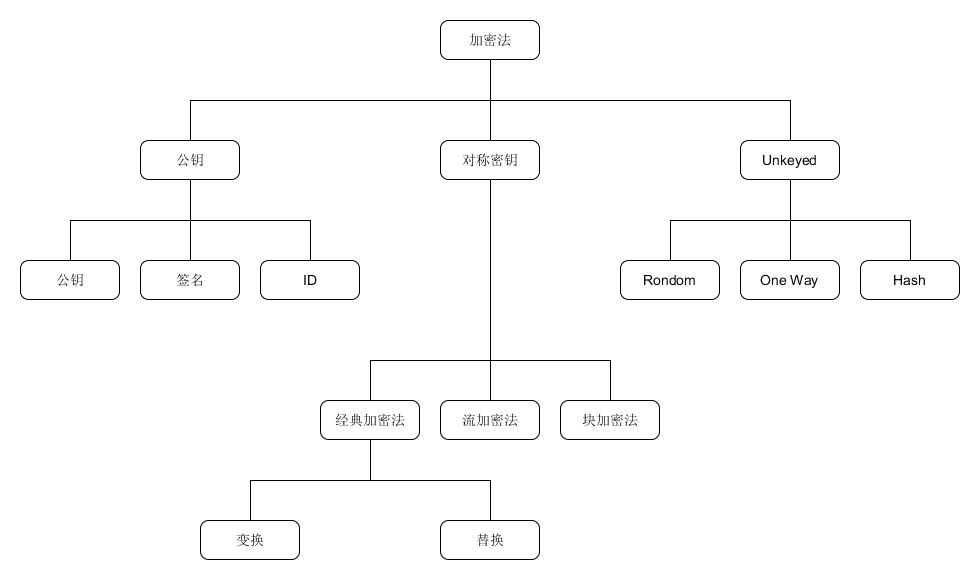 加密法
公钥
对称密钥
Unkeyed
公钥
签名
ID
Rondom
One Way
Hash
经典加密法
流加密法
块加密法
变换
替换